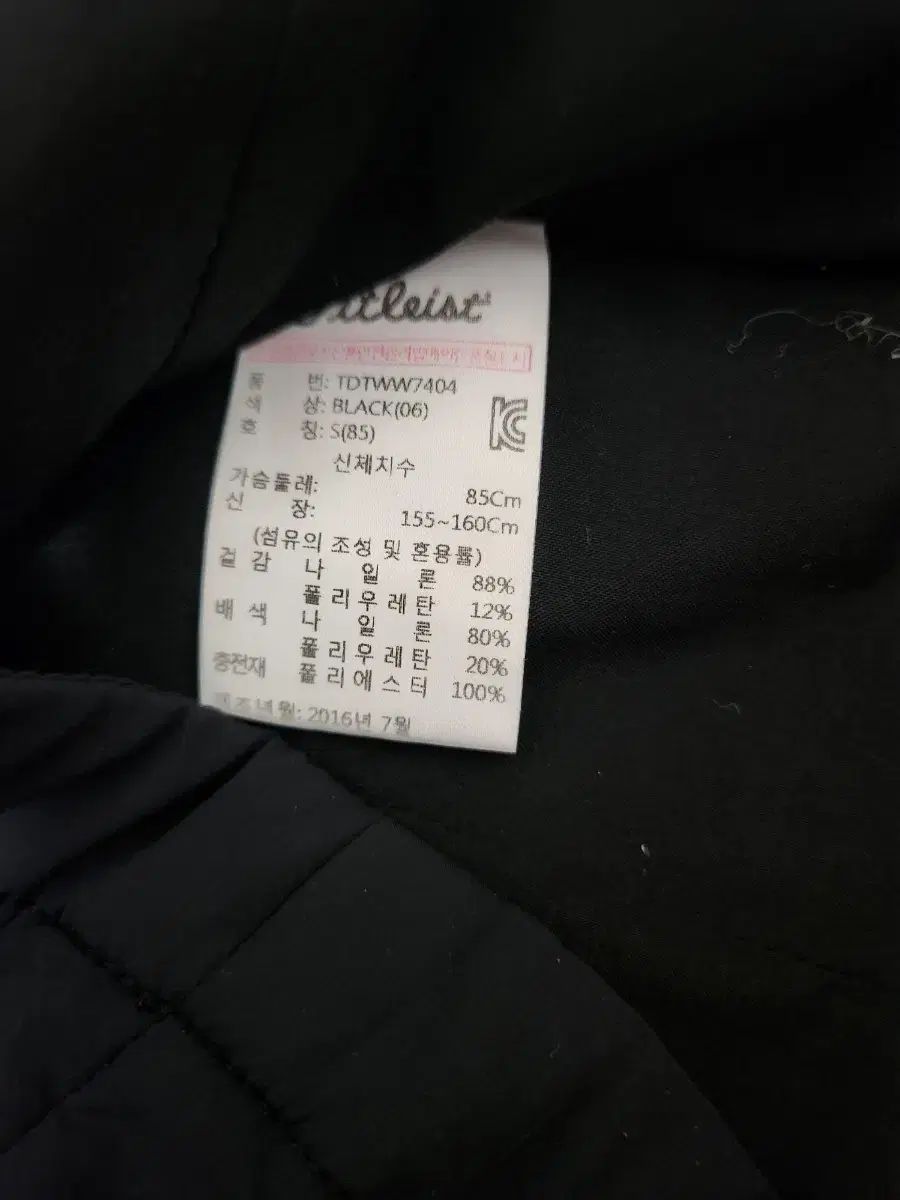 itleist
품 번: TDTWW7404
색 상: BLACK(06)
호 칭: S(85)
신체치수
가슴둘레: 85Cm
신 장: 155~160Cm
(섬유의 조성 및 혼용률)
겉 감 나 일 론 88%
폴 리 우 레 탄 12%
배 색 나 일 론 80%
폴 리 우 레 탄 20%
충전재 폴 리 에 스 터 100%
제조년월: 2016년 7월